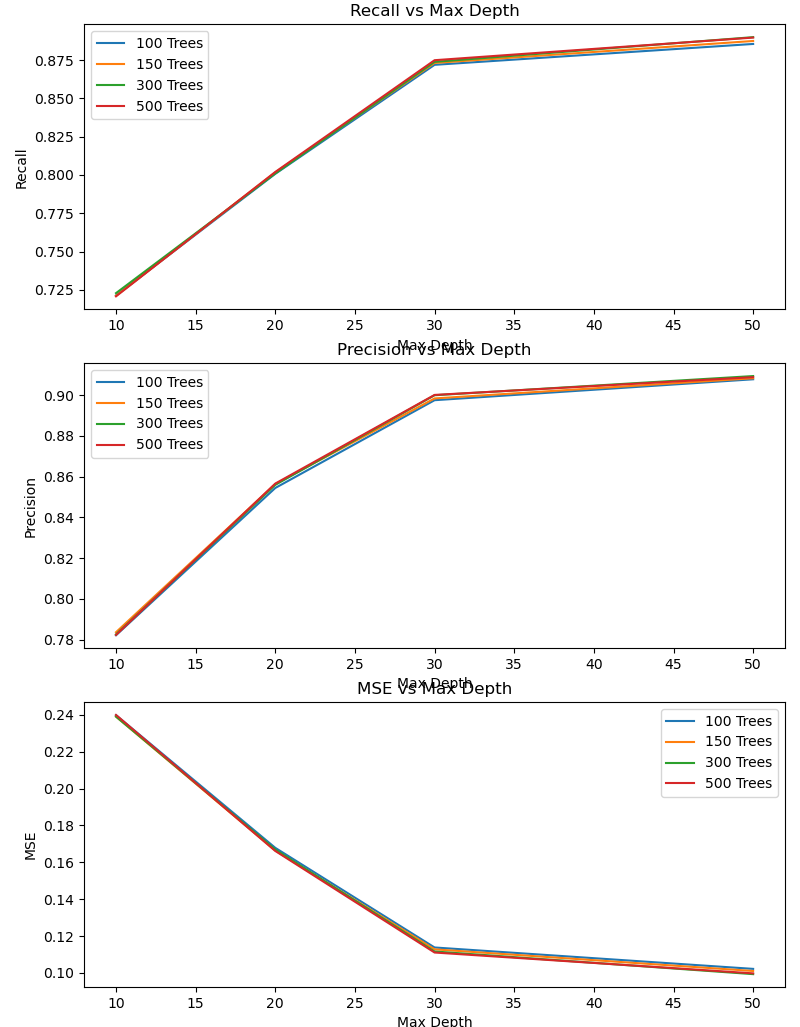 Recall vs Max Depth
100 Trees
150 Trees
300 Trees
500 Trees
0.875
0.850
0.825
0.800
0.775
0.750
0.725
Recall
10 15 20 25 30 35 40 45 50
Max Depth
Precision vs Max Depth
100 Trees
150 Trees
300 Trees
500 Trees
0.90
0.88
0.86
0.84
0.82
0.80
0.78
Precision
10 15 20 25 30 35 40 45 50
Max Depth
MSE vs Max Depth
100 Trees
150 Trees
300 Trees
500 Trees
0.24
0.22
0.20
0.18
0.16
0.14
0.12
0.10
MSE
10 15 20 25 30 35 40 45 50
Max Depth